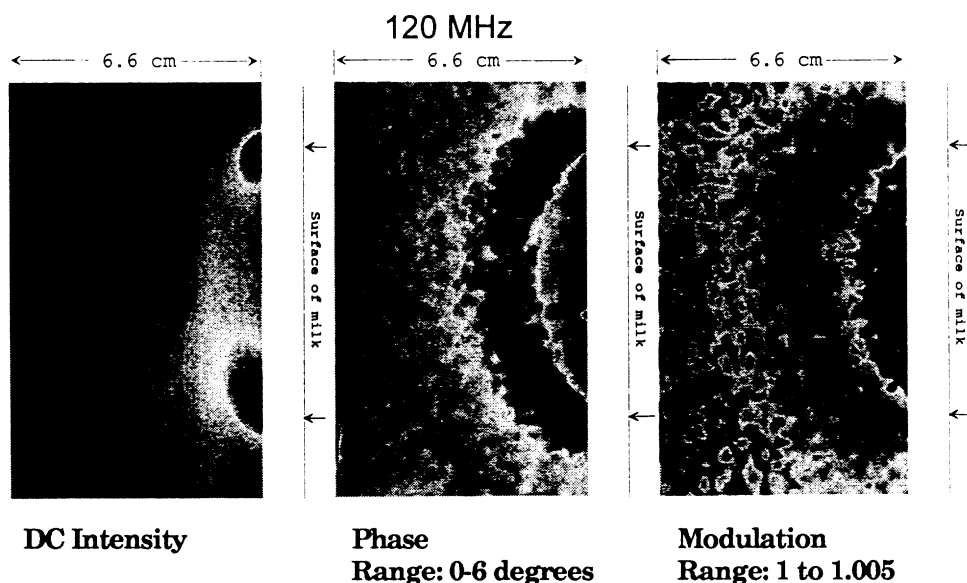 120 MHz
6.6 cm
6.6 cm
6.6 cm
Surface of milk
Surface of milk
Surface of milk
DC Intensity
Phase
Range: 0-6 degrees
Modulation
Range: 1 to 1.005